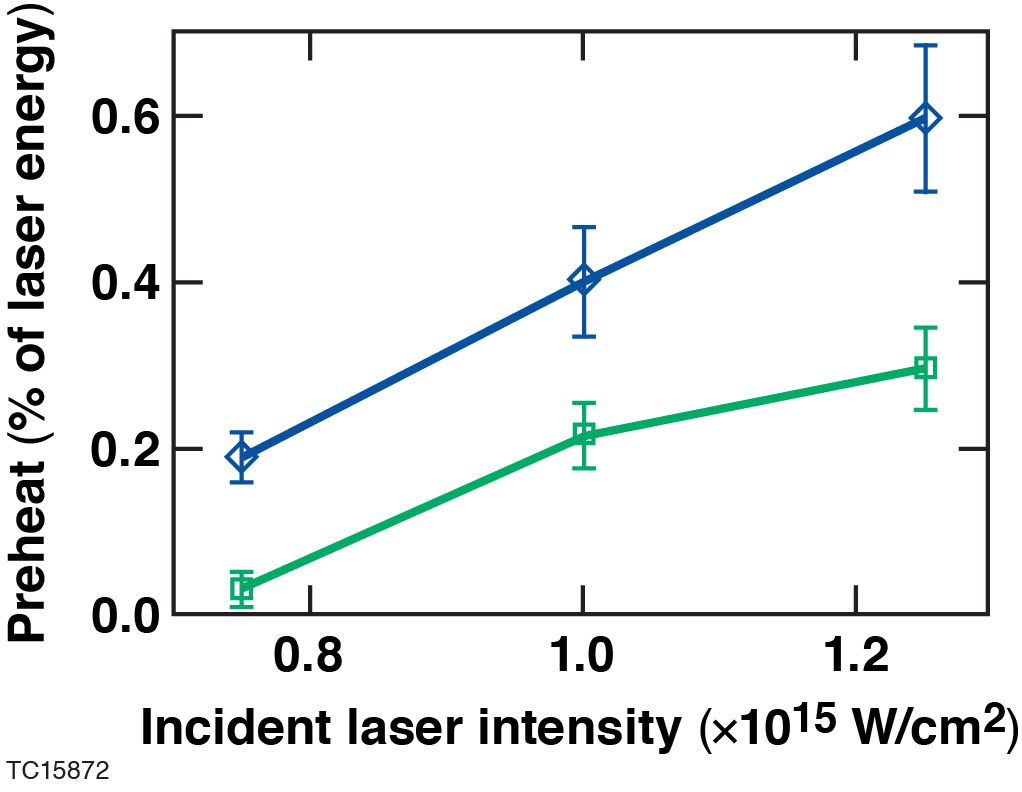 Preheat (% of laser energy)
0.6
0.4
0.2
0.0
0.8 1.0 1.2
Incident laser intensity (×10¹⁵ W/cm²)
TC15872